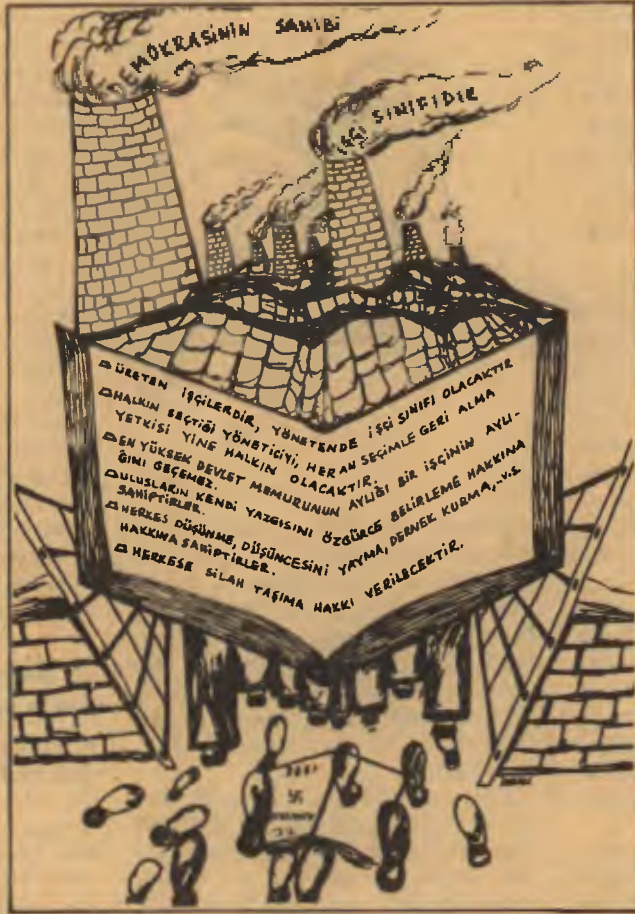 DEMOKRASİNİN SAHİBİ
İŞÇİ SINIFIDIR
ÜRETEN İŞÇİLERDİR, YÖNETENDE İŞÇİ SINIFI OLACAKTIR
HALKIN SEÇTİĞİ YÖNETİCİYİ, HERAN SEÇİMLE GERİ ALMA
YETKİSİ YİNE HALKIN OLACAKTIR.
EN YÜKSEK DEVLET MEMURUNUN AYLIĞI BİR İŞÇİNİN AYLI-
ĞINI GEÇEMEZ.
ULUSLARIN KENDİ YAZGISINI ÖZGÜRCE BELİRLEME HAKKINA
SAHİPTİRLER.
HERKES DÜŞÜNME, DÜŞÜNCESİNİ YAYMA, DERNEK KURMA,..V.S
HAKKINA SAHİPTİRLER.
HERKESE SİLAH TAŞIMA HAKKI VERİLECEKTİR.